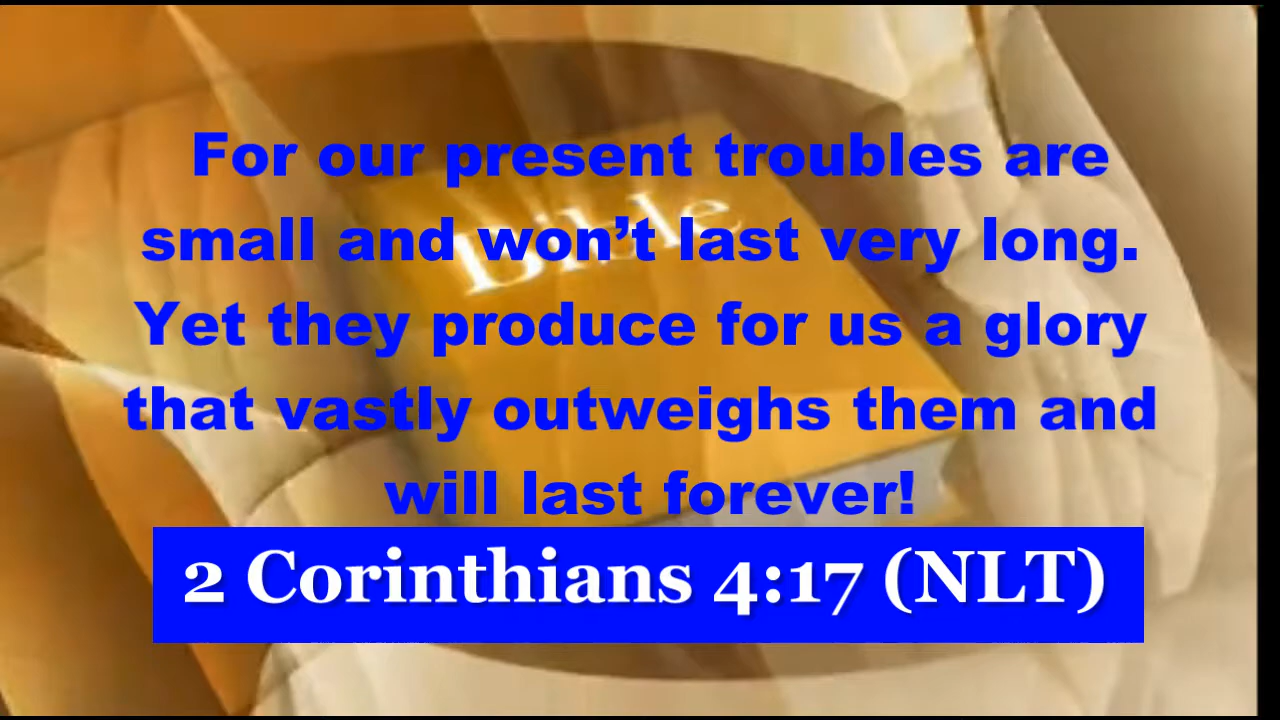 Bible
For our present troubles are
small and won’t last very long.
Yet they produce for us a glory
that vastly outweighs them and
will last forever!
2 Corinthians 4:17 (NLT)